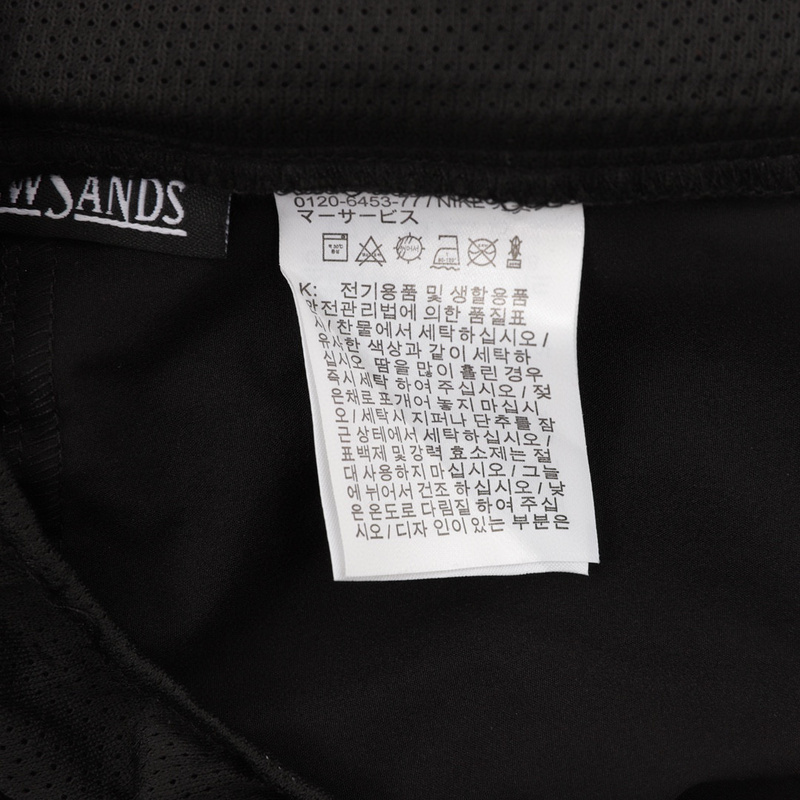 SANDS
0120-6453-77/NIKE
マーサービス
K: 전기용품 및 생활용품
안전관리법에 의한 품질표
시/찬물에서 세탁하십시오/
유사한 색상과 같이 세탁하
십시오 땀을 많이 흘린 경우
즉시 세탁 하여 주십시오/젖
은채로 포개어 놓지 마십시
오/세탁시 지퍼나 단추를 잠
근 상태에서 세탁하십시오/
표백제 및강력 효소제는 절
대 사용하지 마십시오/그늘
에 뉘어서 건조 하십시오/낮
은 온도로 다림질 하여 주십
시오/디자인이 있는 부분은